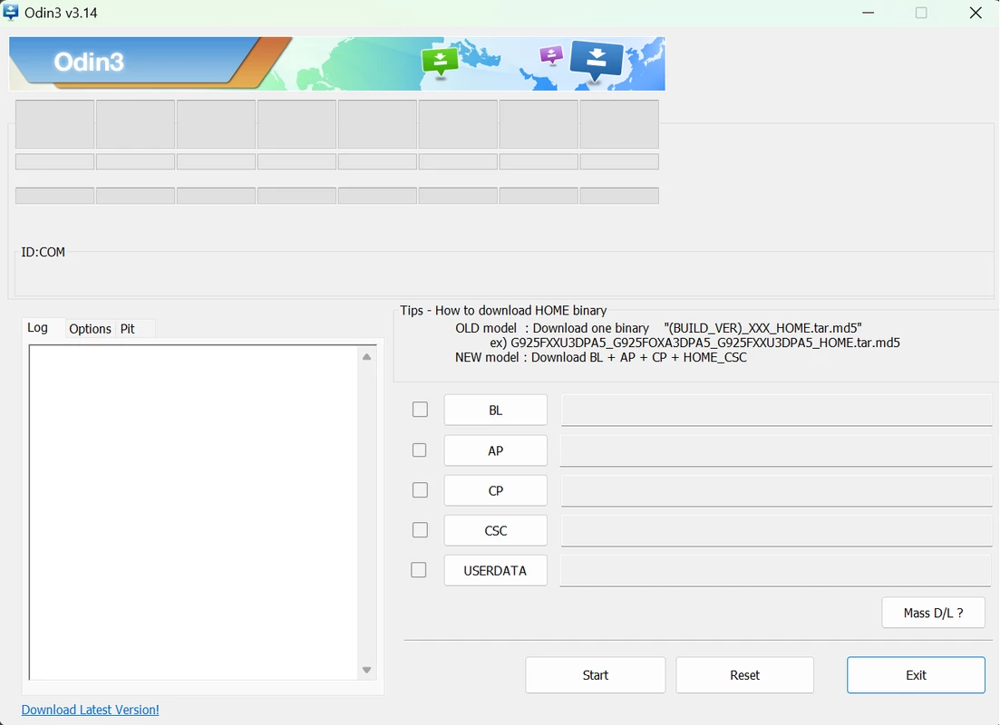 Odin3 v3.14
Odin3
ID:COM
Log
Options
Pit
Tips - How to download HOME binary
OLD model : Download one binary "(BUILD_VER)_XXX_HOME.tar.md5"
ex) G925FXXU3DPA5_G925FOXA3DPA5_G925FXXU3DPA5_HOME.tar.md5
NEW model : Download BL + AP + CP + HOME_CSC
BL
AP
CP
CSC
USERDATA
Mass D/L ?
Start
Reset
Exit
Download Latest Version!